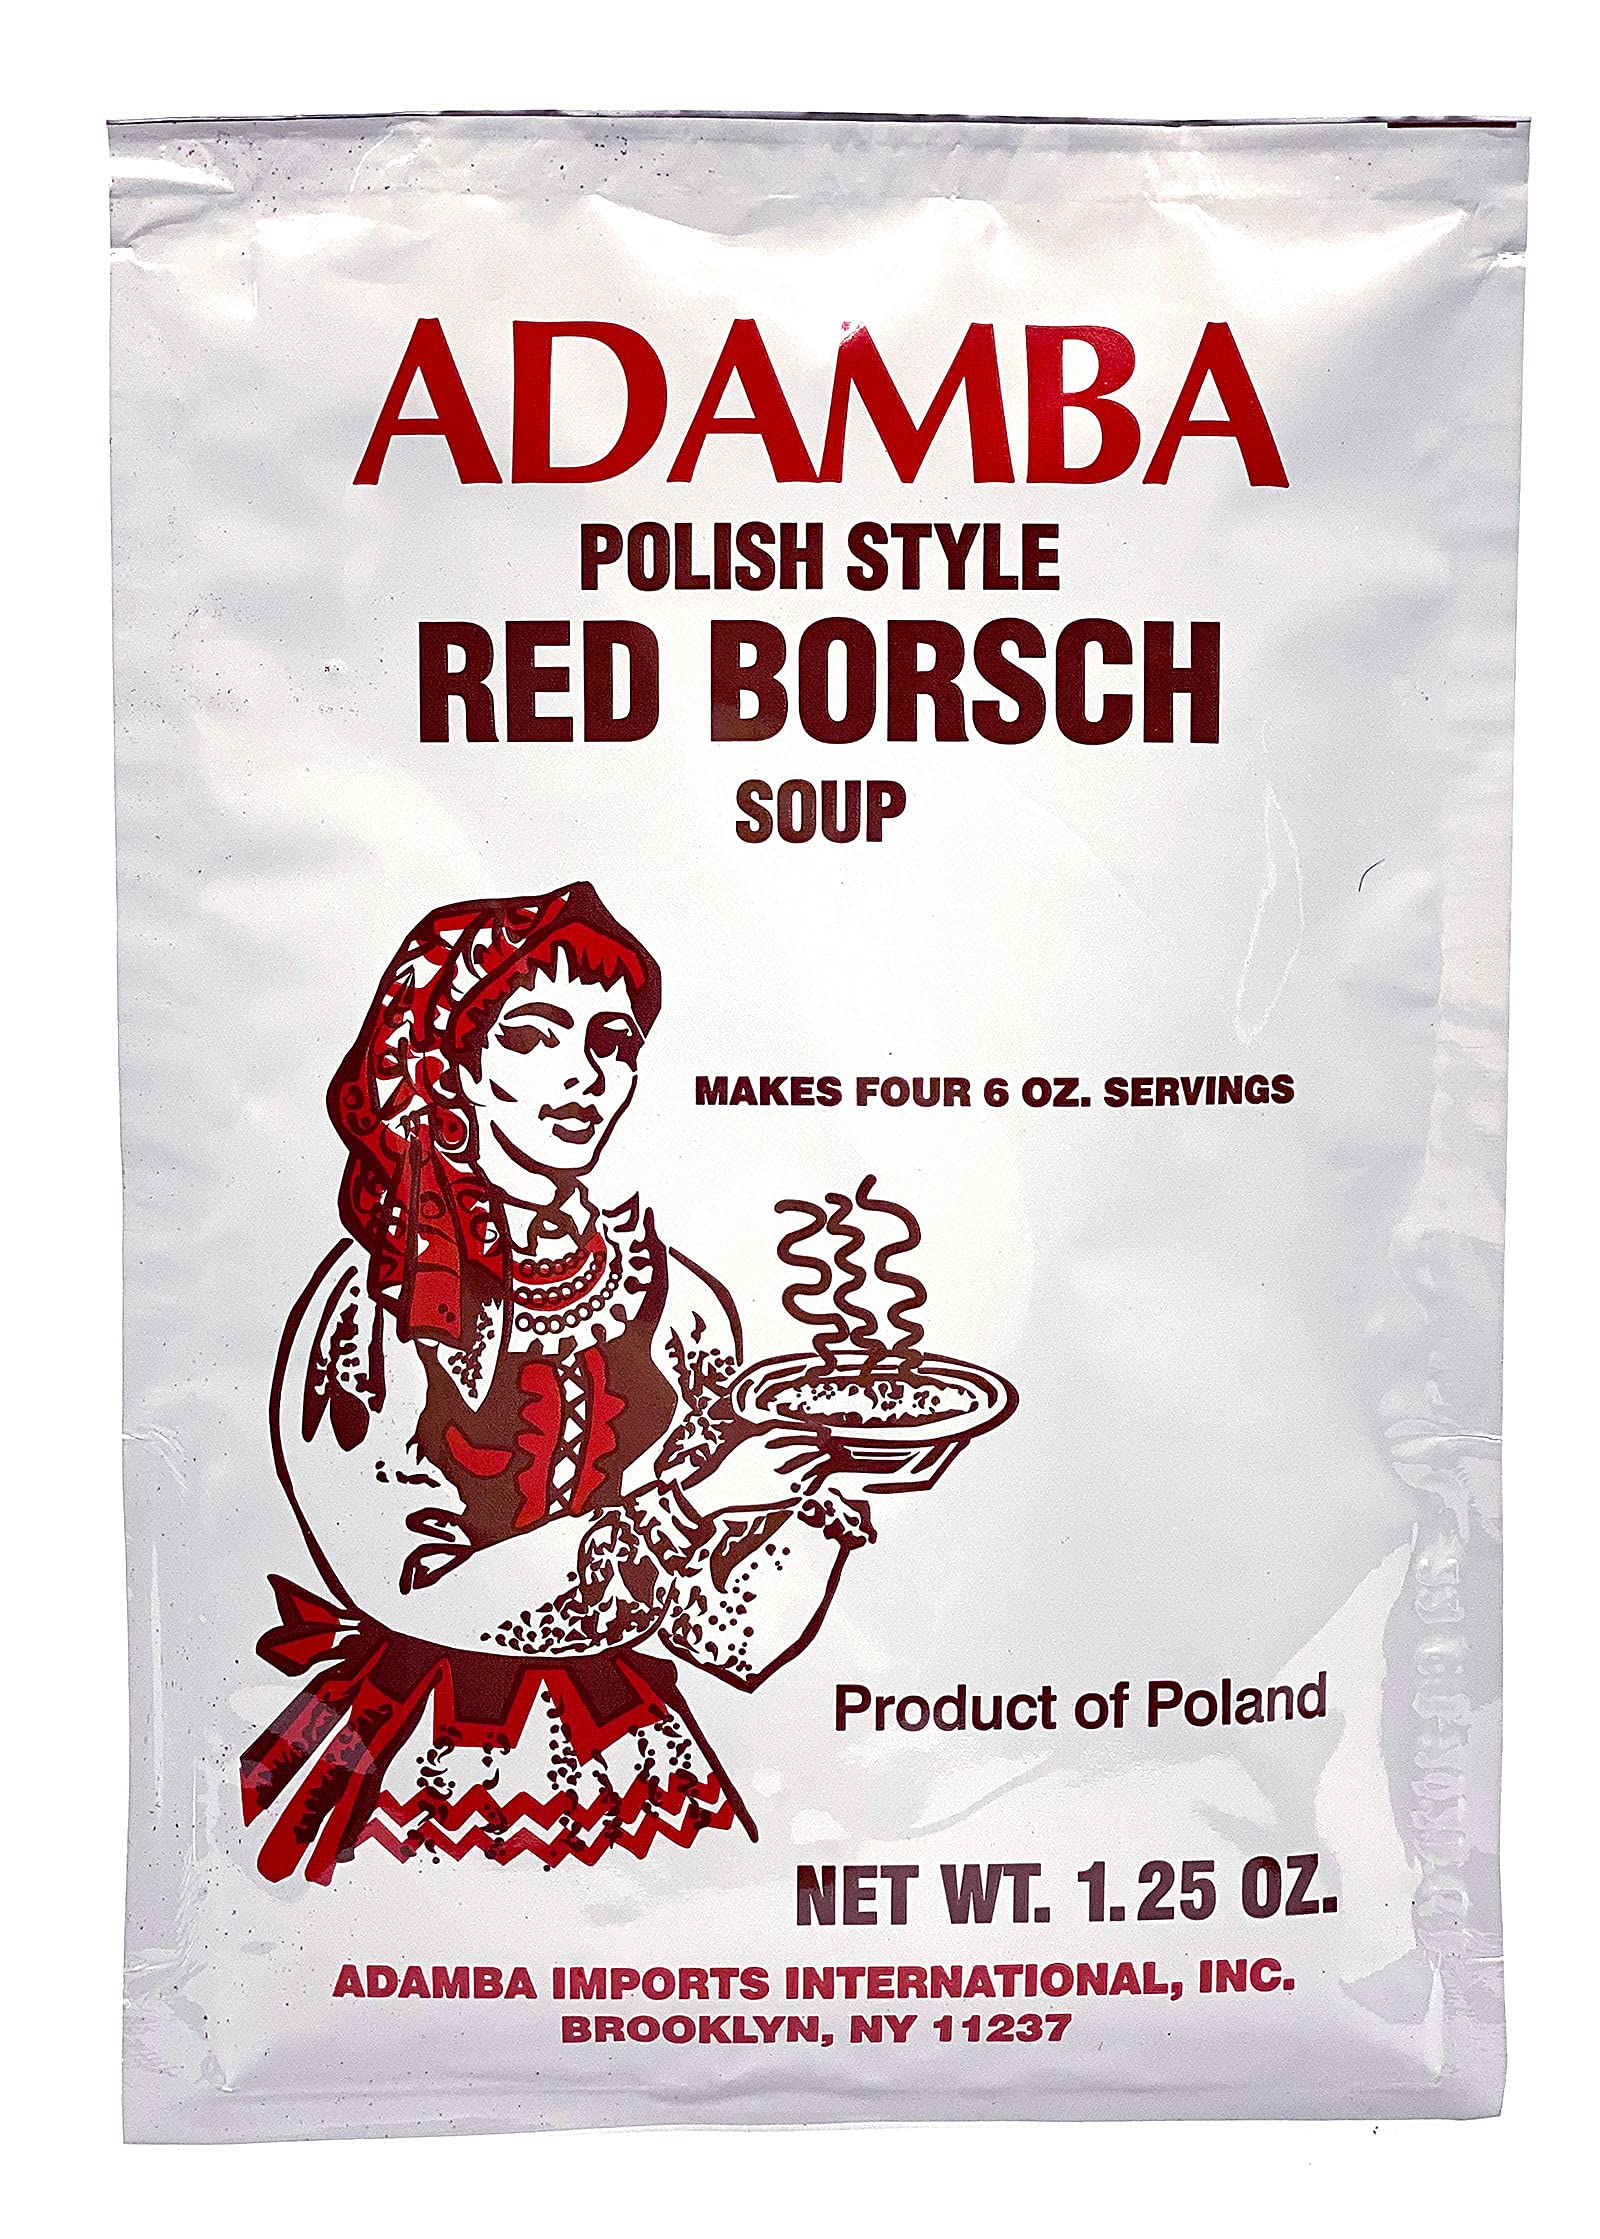 ADAMBA
POLISH STYLE
RED BORSCH
SOUP
MAKES FOUR 6 OZ. SERVINGS
Product of Poland
NET WT. 1.25 OZ.
ADAMBA IMPORTS INTERNATIONAL, INC.
BROOKLYN, NY 11237